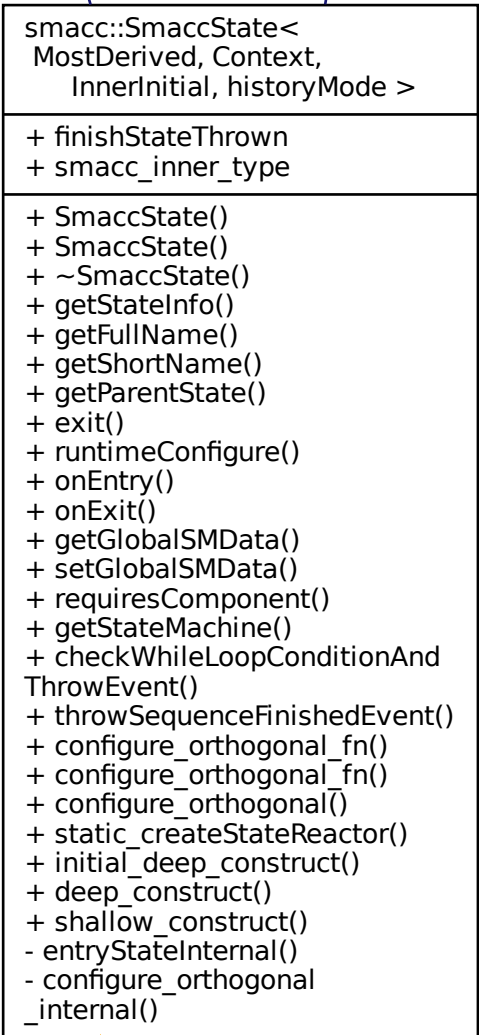 smacc::SmaccState<
MostDerived, Context,
InnerInitial, historyMode >
+ finishStateThrown
+ smacc_inner_type
+ SmaccState()
+ SmaccState()
+ ~SmaccState()
+ getStateInfo()
+ getFullName()
+ getShortName()
+ getParentState()
+ exit()
+ runtimeConfigure()
+ onEntry()
+ onExit()
+ getGlobalSMData()
+ setGlobalSMData()
+ requiresComponent()
+ getStateMachine()
+ checkWhileLoopConditionAnd
ThrowEvent()
+ throwSequenceFinishedEvent()
+ configure_orthogonal_fn()
+ configure_orthogonal_fn()
+ configure_orthogonal()
+ static_createStateReactor()
+ initial_deep_construct()
+ deep_construct()
+ shallow_construct()
- entryStateInternal()
- configure_orthogonal
_internal()